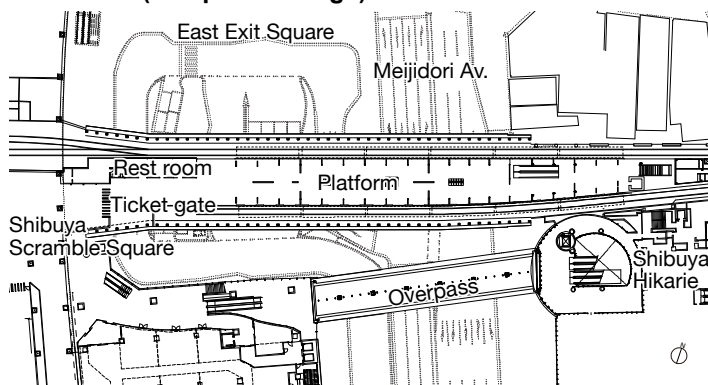 East Exit Square
Meijidori Av.
Rest room
Platform
Ticket-gate
Shibuya
Scramble Square
Shibuya
Hikarie
Overpass
N